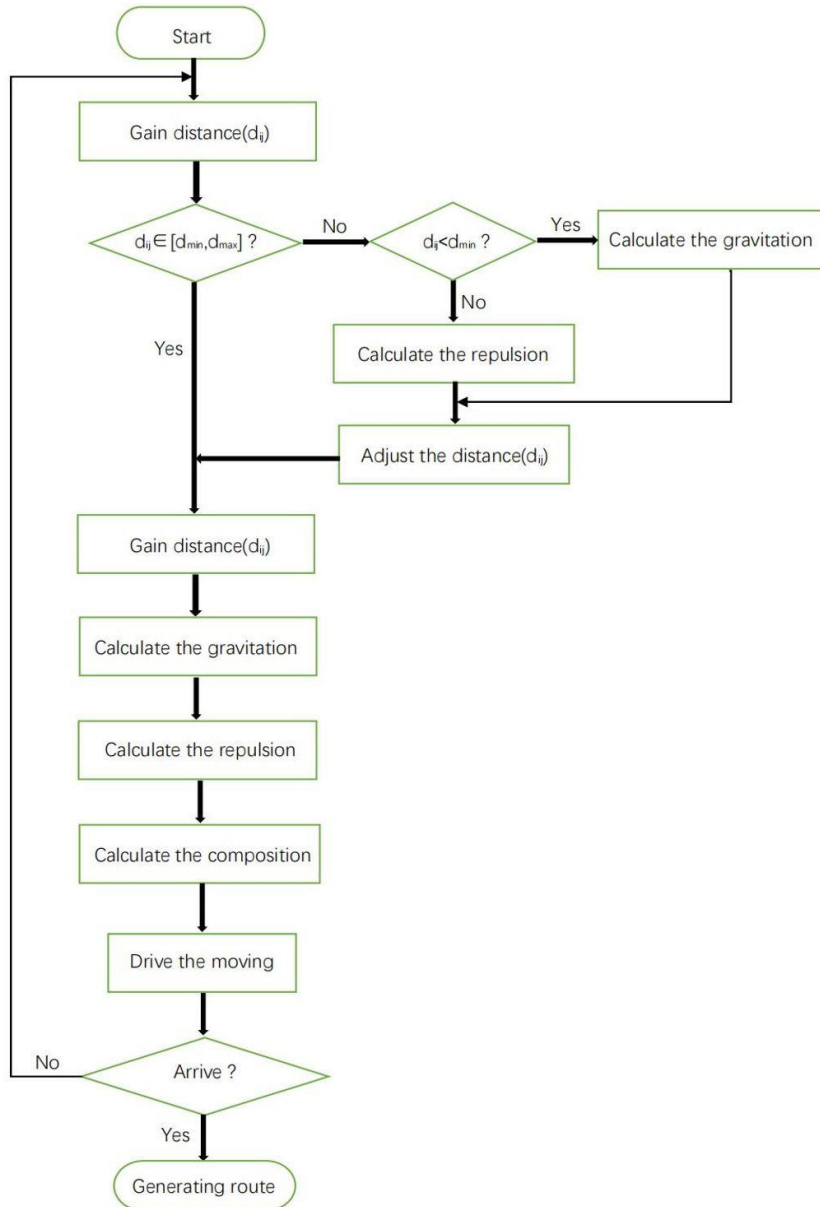 Start
Gain distance(dij)
dij∈[dmin,dmax] ?
No
dij<dmin ?
Yes
Calculate the gravitation
No
Yes
Calculate the repulsion
Adjust the distance(dij)
Gain distance(dij)
Calculate the gravitation
Calculate the repulsion
Calculate the composition
Drive the moving
No
Arrive ?
Yes
Generating route